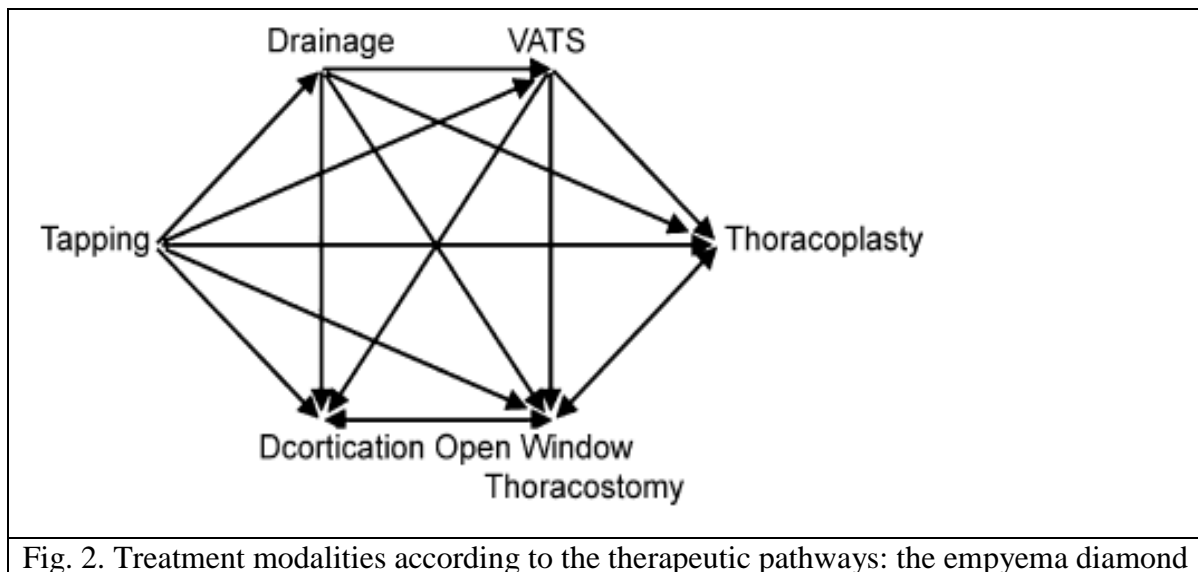 Drainage VATS
Tapping Thoracoplasty
Dcortication Open Window
Thoracostomy
Fig. 2. Treatment modalities according to the therapeutic pathways: the empyema diamond